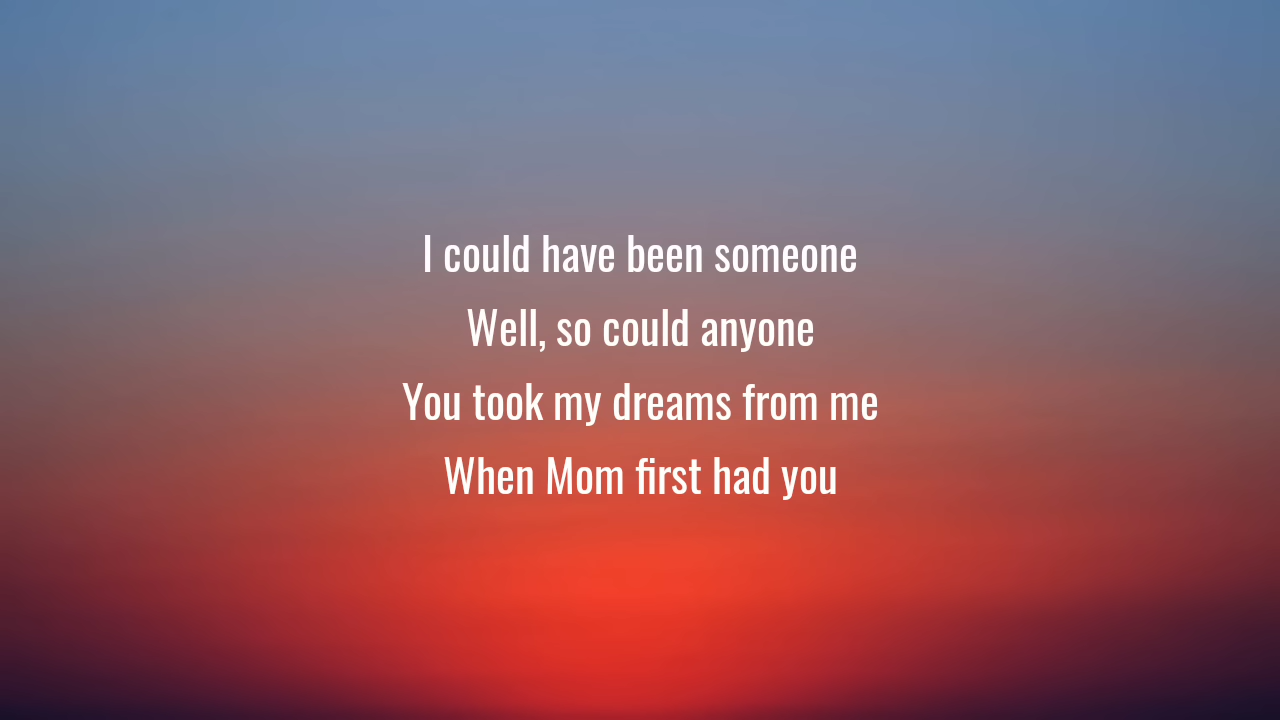 I could have been someone
Well, so could anyone
You took my dreams from me
When Mom first had you